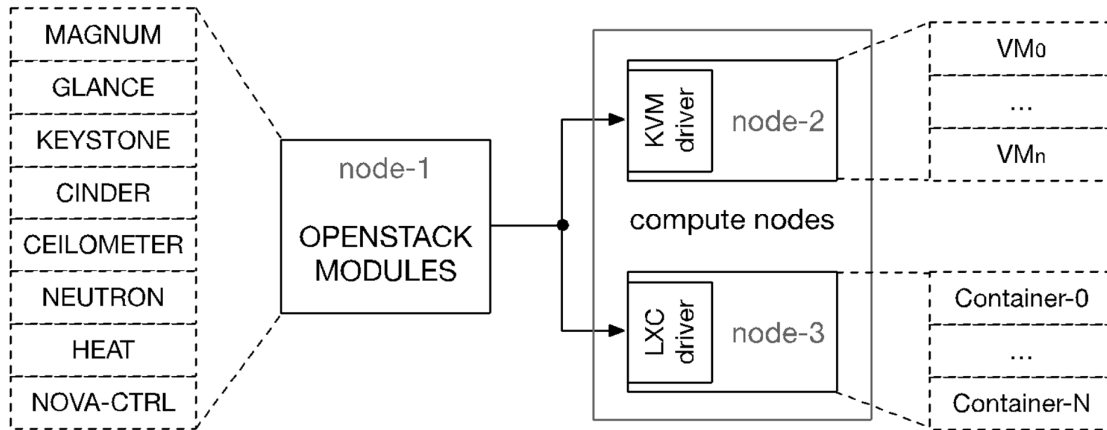 MAGNUM
GLANCE
KEYSTONE
CINDER
CEILOMETER
NEUTRON
HEAT
NOVA-CTRL
node-1
OPENSTACK
MODULES
KVM
driver
node-2
compute nodes
LXC
driver
node-3
VM0
...
VMn
Container-0
...
Container-N